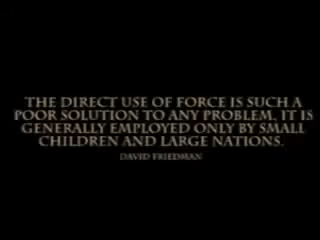 THE DIRECT USE OF FORCE IS SUCH A
POOR SOLUTION TO ANY PROBLEM, IT IS
GENERALLY EMPLOYED ONLY BY SMALL
CHILDREN AND LARGE NATIONS.
DAVID FRIEDMAN